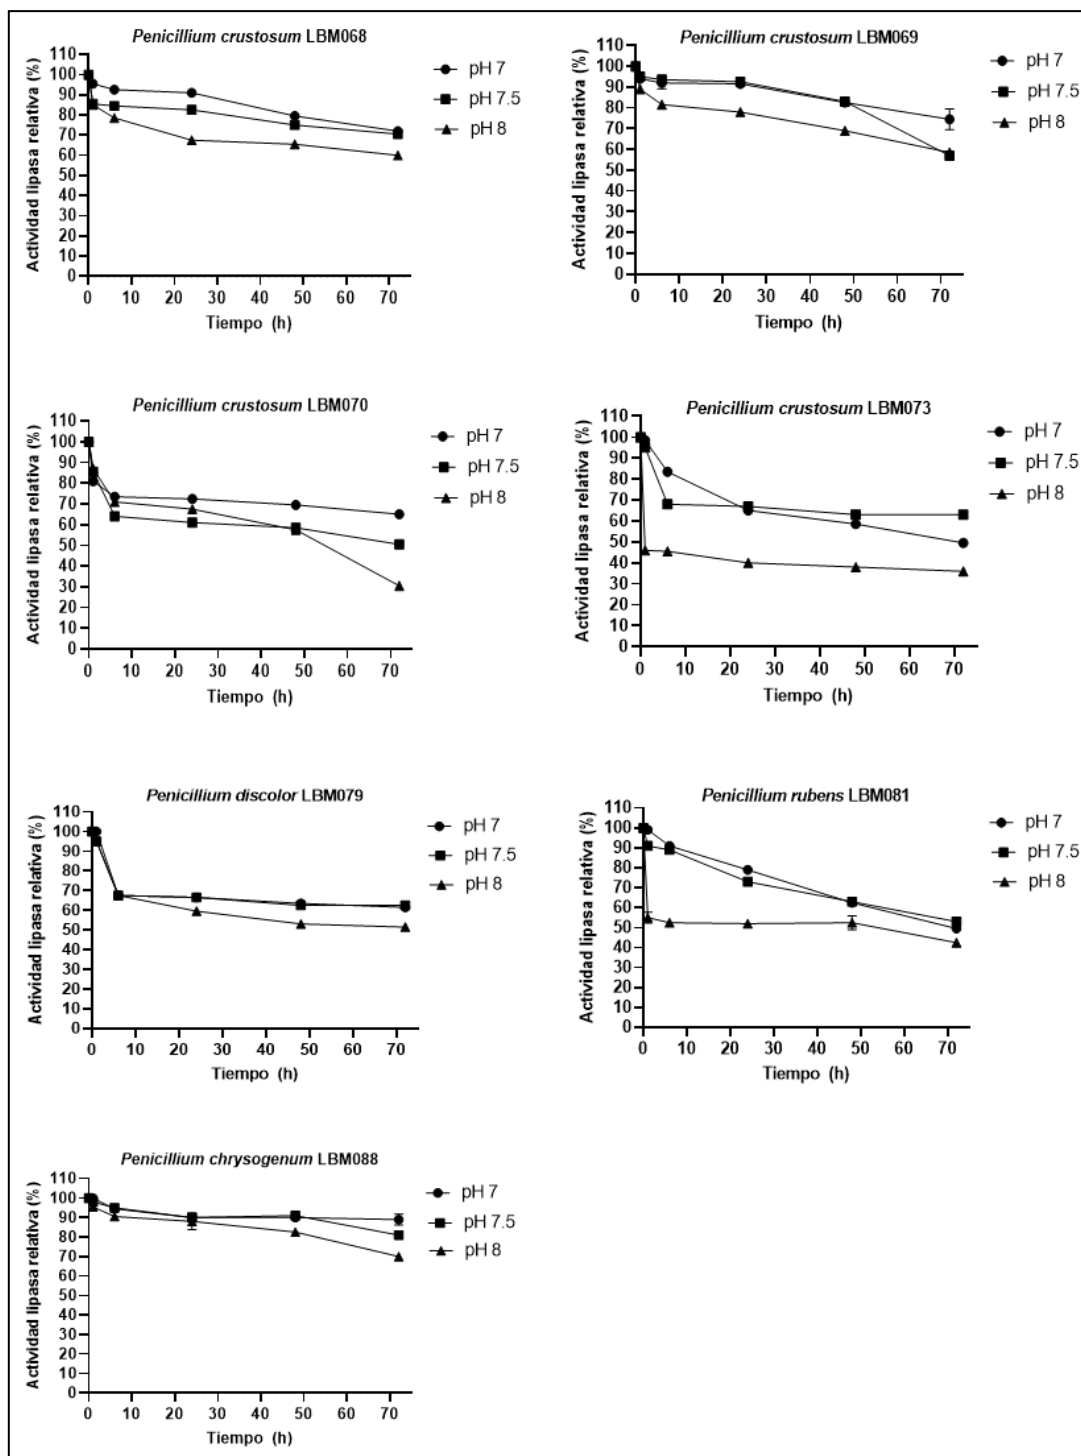 Penicillium crustosum LBM068
Actividad lipasa relativa (%)
110
100
90
80
70
60
50
40
30
20
10
0
0 10 20 30 40 50 60 70
Tiempo (h)
pH 7
pH 7.5
pH 8
Penicillium crustosum LBM069
Actividad lipasa relativa (%)
110
100
90
80
70
60
50
40
30
20
10
0
0 10 20 30 40 50 60 70
Tiempo (h)
pH 7
pH 7.5
pH 8
Penicillium crustosum LBM070
Actividad lipasa relativa (%)
110
100
90
80
70
60
50
40
30
20
10
0
0 10 20 30 40 50 60 70
Tiempo (h)
pH 7
pH 7.5
pH 8
Penicillium crustosum LBM073
Actividad lipasa relativa (%)
110
100
90
80
70
60
50
40
30
20
10
0
0 10 20 30 40 50 60 70
Tiempo (h)
pH 7
pH 7.5
pH 8
Penicillium discolor LBM079
Actividad lipasa relativa (%)
110
100
90
80
70
60
50
40
30
20
10
0
0 10 20 30 40 50 60 70
Tiempo (h)
pH 7
pH 7.5
pH 8
Penicillium rubens LBM081
Actividad lipasa relativa (%)
110
100
90
80
70
60
50
40
30
20
10
0
0 10 20 30 40 50 60 70
Tiempo (h)
pH 7
pH 7.5
pH 8
Penicillium chrysogenum LBM088
Actividad lipasa relativa (%)
110
100
90
80
70
60
50
40
30
20
10
0
0 10 20 30 40 50 60 70
Tiempo (h)
pH 7
pH 7.5
pH 8